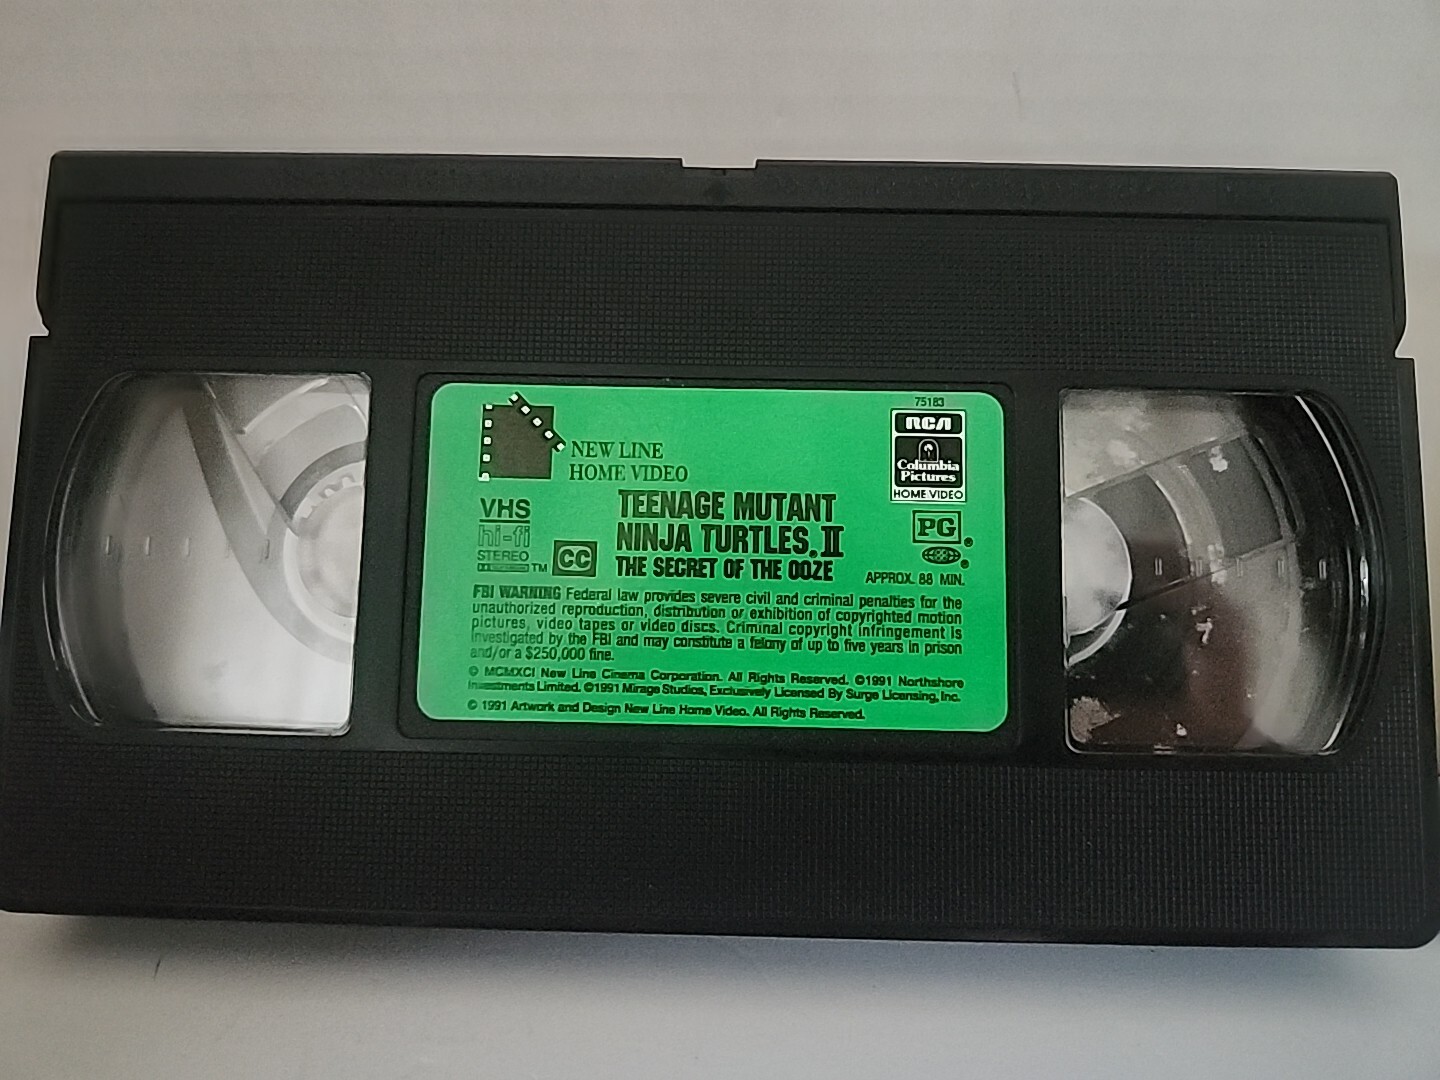 75183
RCA
Columbia
Pictures
HOME VIDEO
NEW LINE
HOME VIDEO
VHS
hi-fi
STEREO
TM
CC
TEENAGE MUTANT
NINJA TURTLES® II
THE SECRET OF THE OOZE
PG®
®
APPROX. 88 MIN.
FBI WARNING Federal law provides severe civil and criminal penalties for the
unauthorized reproduction, distribution or exhibition of copyrighted motion
pictures, video tapes or video discs. Criminal copyright infringement is
investigated by the FBI and may constitute a felony of up to five years in prison
and/or a $250,000 fine.
© MCMXCI New Line Cinema Corporation. All Rights Reserved. ©1991 Northshore
Investments Limited. ©1991 Mirage Studios, Exclusively Licensed By Surge Licensing, Inc.
© 1991 Artwork and Design New Line Home Video. All Rights Reserved.